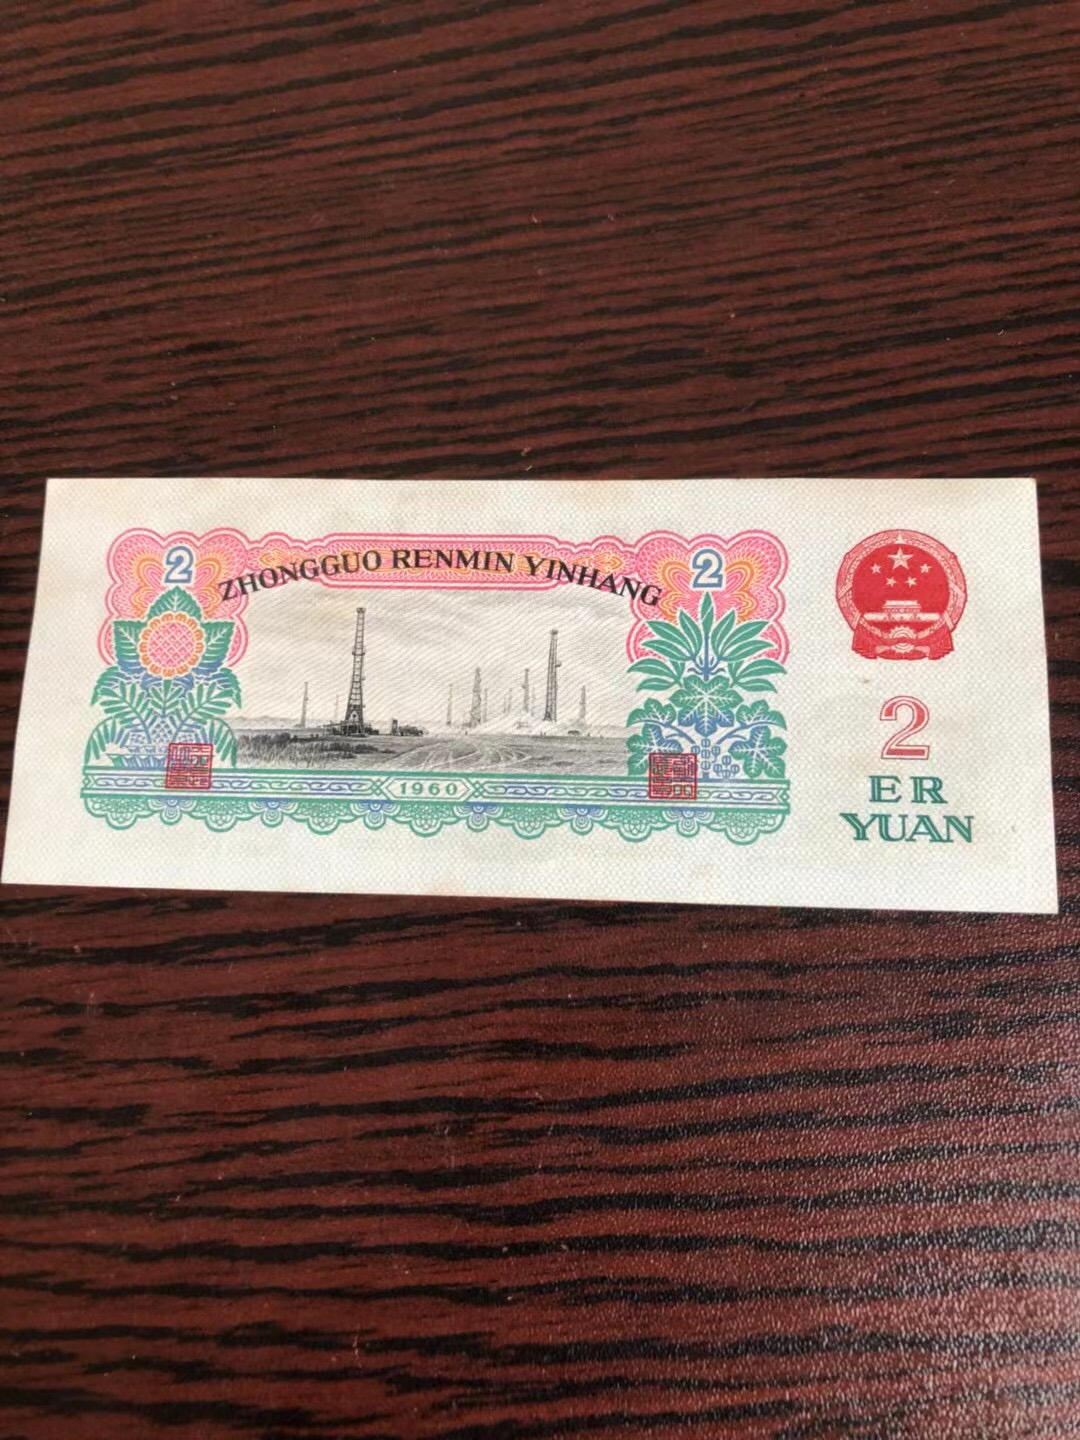 2
2
ZHONGGUO RENMIN YINHANG
1960
2
ER
YUAN